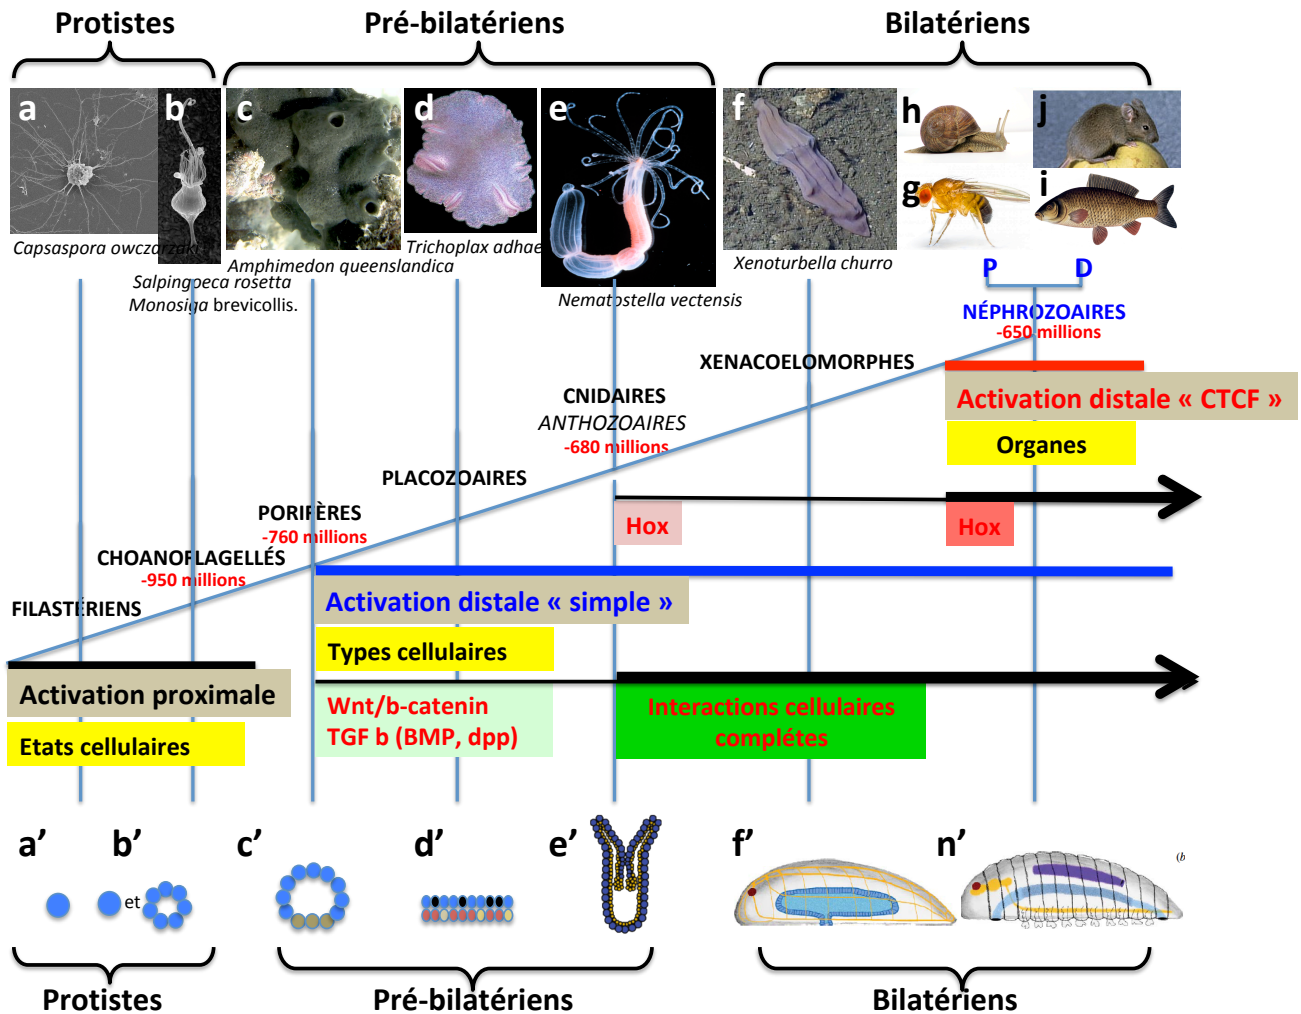 Protistes
Pré-bilatériens
Bilatériens
a
b
c
d
e
f
h
j
g
i
Capsaspora owczarzaki
Salpingoeca rosetta
Monosiga brevicollis.
Amphimedon queenslandica
Trichoplax adhae
Nematostella vectensis
Xenoturbella churro
P
D
NÉPHROZOAIRES
-650 millions
XENACOELOMORPHES
CNIDAIRES
ANTHOZOAIRES
-680 millions
PLACOZOAIRES
PORIFÈRES
-760 millions
CHOANOFLAGELLÉS
-950 millions
FILASTÉRIENS
Activation distale « CTCF »
Organes
Hox
Hox
Activation distale « simple »
Types cellulaires
Activation proximale
Etats cellulaires
Wnt/b-catenin
TGF b (BMP, dpp)
Interactions cellulaires
complétes
a’
b’
c’
d’
e’
f’
n’
et
(b
Protistes
Pré-bilatériens
Bilatériens